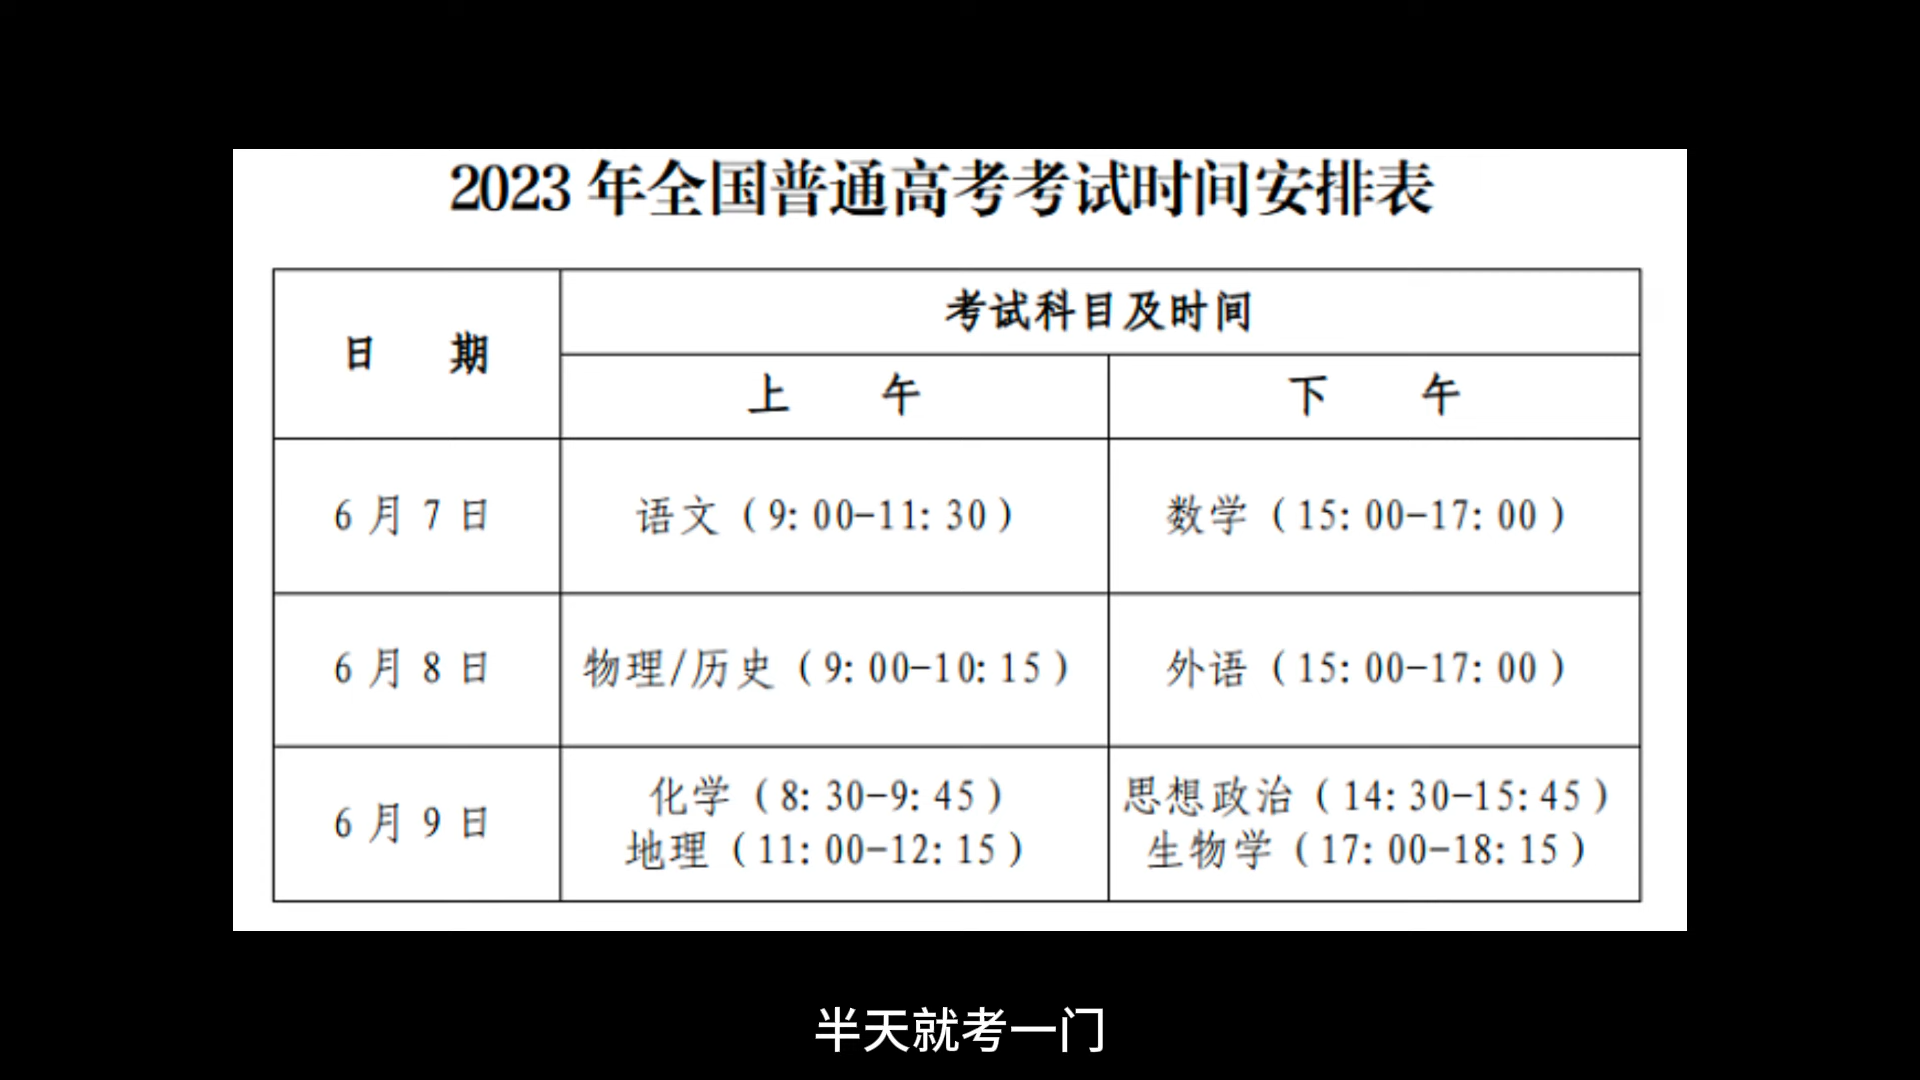 2023 年全国普通高考考试时间安排表
日 期
考试科目及时间
上 午
下 午
6 月 7 日
语文（9: 00-11: 30）
数学（15: 00-17: 00）
6 月 8 日
物理/历史（9: 00-10: 15）
外语（15: 00-17: 00）
6 月 9 日
化学（8: 30-9: 45）
地理（11: 00-12: 15）
思想政治（14: 30-15: 45）
生物学（17: 00-18: 15）
半天就考一门